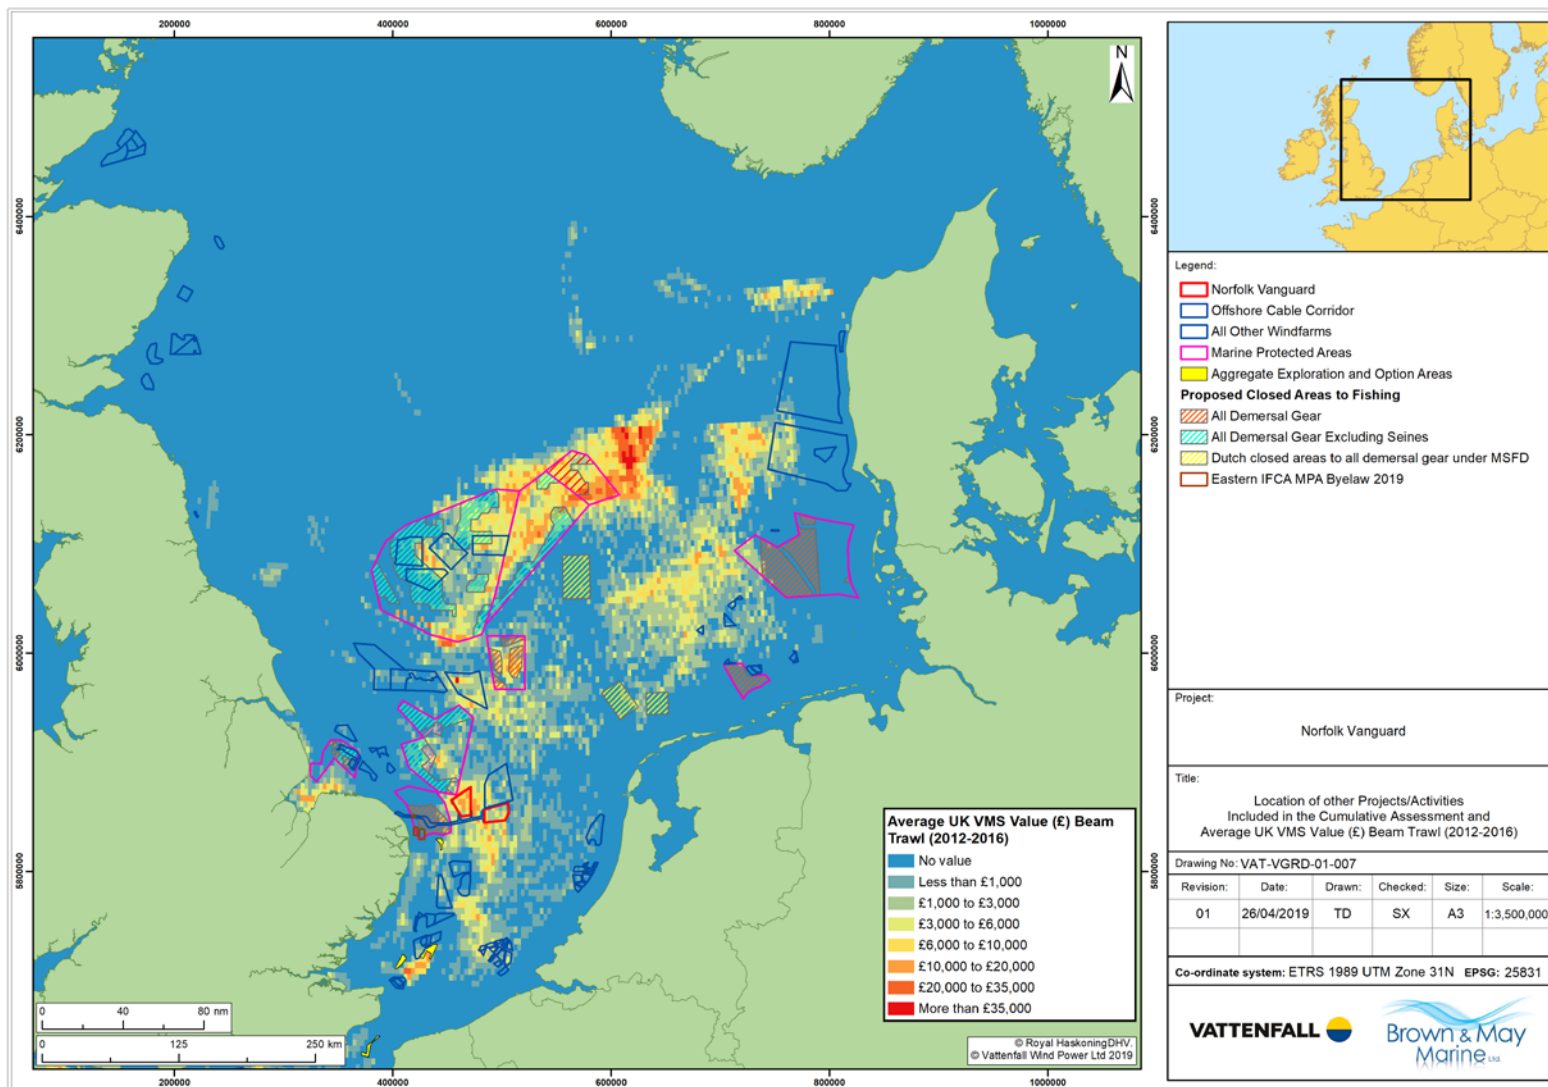 200000 400000 600000 800000 1000000
N
6400000 6400000
6200000 6200000
6000000 6000000
5800000 5800000
200000 400000 600000 800000 1000000
Average UK VMS Value (£) Beam
Trawl (2012-2016)
No value
Less than £1,000
£1,000 to £3,000
£3,000 to £6,000
£6,000 to £10,000
£10,000 to £20,000
£20,000 to £35,000
More than £35,000
0 40 80 nm
0 125 250 km
© Royal HaskoningDHV.
© Vattenfall Wind Power Ltd 2019
Legend:
Norfolk Vanguard
Offshore Cable Corridor
All Other Windfarms
Marine Protected Areas
Aggregate Exploration and Option Areas
Proposed Closed Areas to Fishing
All Demersal Gear
All Demersal Gear Excluding Seines
Dutch closed areas to all demersal gear under MSFD
Eastern IFCA MPA Byelaw 2019
Project:
Norfolk Vanguard
Title:
Location of other Projects/Activities
Included in the Cumulative Assessment and
Average UK VMS Value (£) Beam Trawl (2012-2016)
Drawing No: VAT-VGRD-01-007
Revision: Date: Drawn: Checked: Size: Scale:
01 26/04/2019 TD SX A3 1:3,500,000
Co-ordinate system: ETRS 1989 UTM Zone 31N EPSG: 25831
VATTENFALL
Brown & May
Marine Ltd.